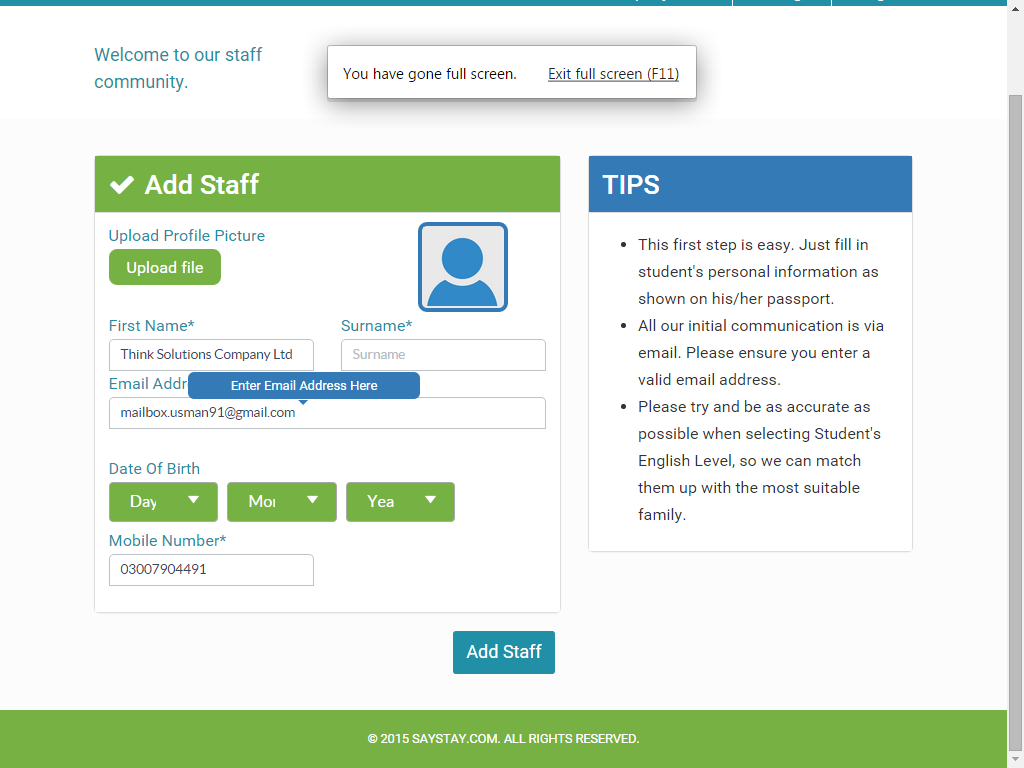 Welcome to our staff
community.
You have gone full screen. Exit full screen (F11)
Add Staff
Upload Profile Picture
Upload file
First Name* Surname*
Think Solutions Company Ltd Surname
Email Addr Enter Email Address Here
mailbox.usman91@gmail.com
Date Of Birth
Day Mon Yea
Mobile Number*
03007904491
Add Staff
TIPS
This first step is easy. Just fill in
student's personal information as
shown on his/her passport.
All our initial communication is via
email. Please ensure you enter a
valid email address.
Please try and be as accurate as
possible when selecting Student's
English Level, so we can match
them up with the most suitable
family.
© 2015 SAYSTAY.COM. ALL RIGHTS RESERVED.